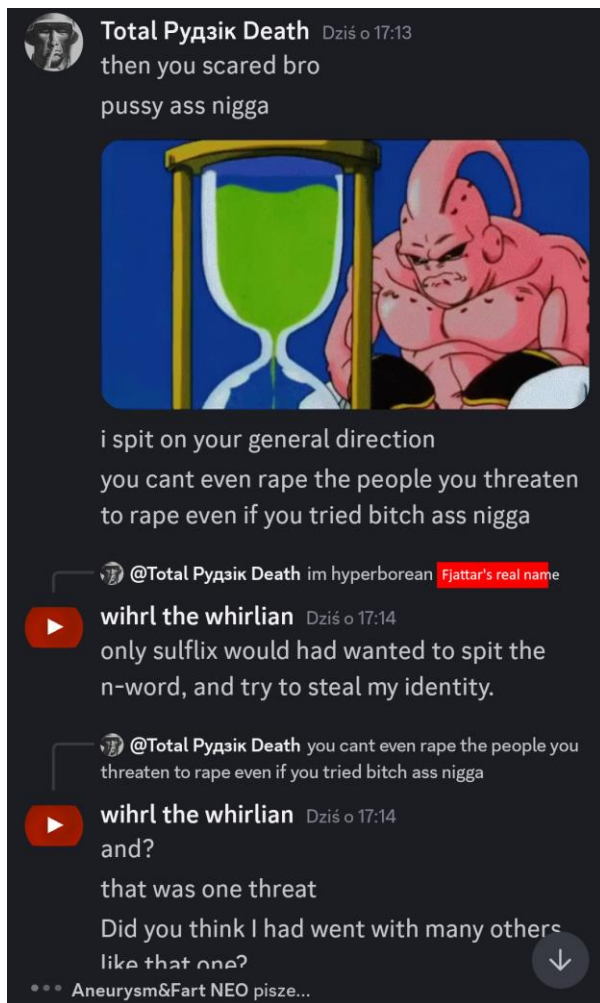 Total Рудзік Death Dziś o 17:13
then you scared bro
pussy ass nigga
i spit on your general direction
you cant even rape the people you threaten
to rape even if you tried bitch ass nigga
@Total Рудзік Death im hyperborean Fjattar's real name
wihrl the whirlian Dziś o 17:14
only sulflix would had wanted to spit the
n-word, and try to steal my identity.
@Total Рудзік Death you cant even rape the people you
threaten to rape even if you tried bitch ass nigga
wihrl the whirlian Dziś o 17:14
and?
that was one threat
Did you think I had went with many others
like that one?
Aneurysm&Fart NEO pisze...